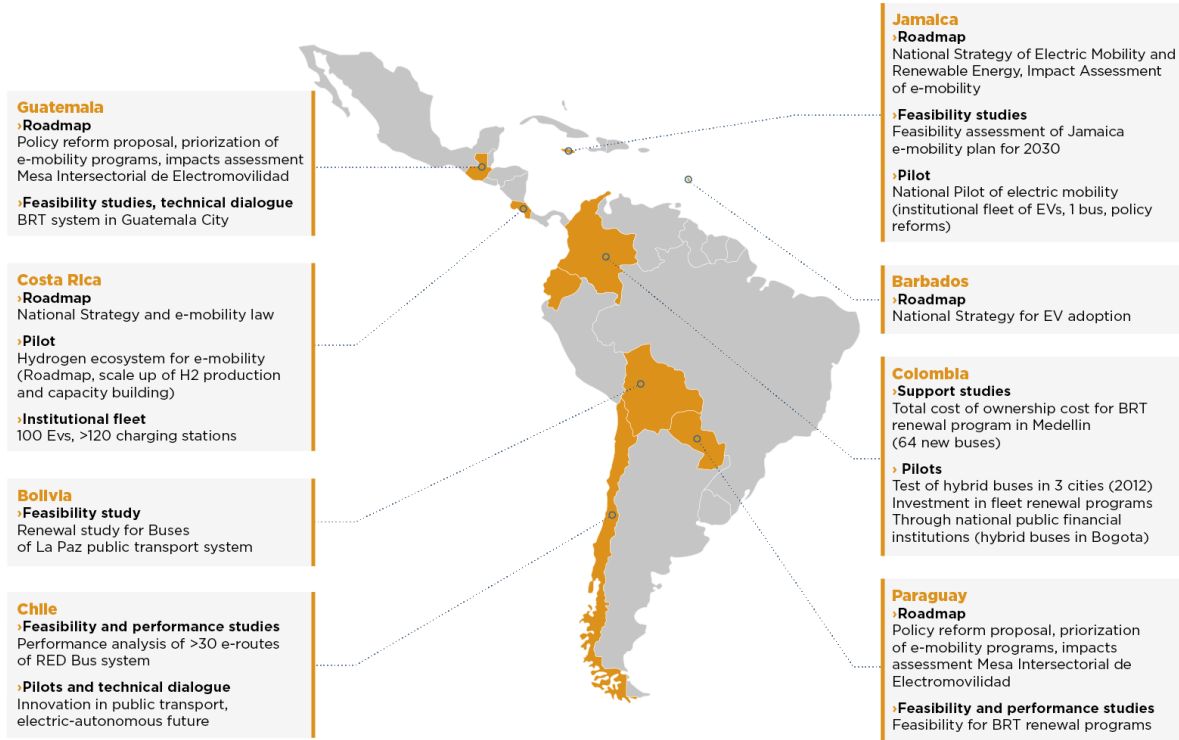 Guatemala
›Roadmap
Policy reform proposal, priorization of
e-mobility programs, impacts assessment
Mesa Intersectorial de Electromovilidad
›Feasibility studies, technical dialogue
BRT system in Guatemala City
Costa Rica
›Roadmap
National Strategy and e-mobility law
›Pilot
Hydrogen ecosystem for e-mobility
(Roadmap, scale up of H2 production
and capacity building)
›Institutional fleet
100 Evs, >120 charging stations
Bolivia
›Feasibility study
Renewal study for Buses
of La Paz public transport system
Chile
›Feasibility and performance studies
Performance analysis of >30 e-routes
of RED Bus system
›Pilots and technical dialogue
Innovation in public transport,
electric-autonomous future
Jamaica
›Roadmap
National Strategy of Electric Mobility and
Renewable Energy, Impact Assessment
of e-mobility
›Feasibility studies
Feasibility assessment of Jamaica
e-mobility plan for 2030
›Pilot
National Pilot of electric mobility
(institutional fleet of EVs, 1 bus, policy
reforms)
Barbados
›Roadmap
National Strategy for EV adoption
Colombia
›Support studies
Total cost of ownership cost for BRT
renewal program in Medellin
(64 new buses)
› Pilots
Test of hybrid buses in 3 cities (2012)
Investment in fleet renewal programs
Through national public financial
institutions (hybrid buses in Bogota)
Paraguay
›Roadmap
Policy reform proposal, priorization
of e-mobility programs, impacts
assessment Mesa Intersectorial de
Electromovilidad
›Feasibility and performance studies
Feasibility for BRT renewal programs